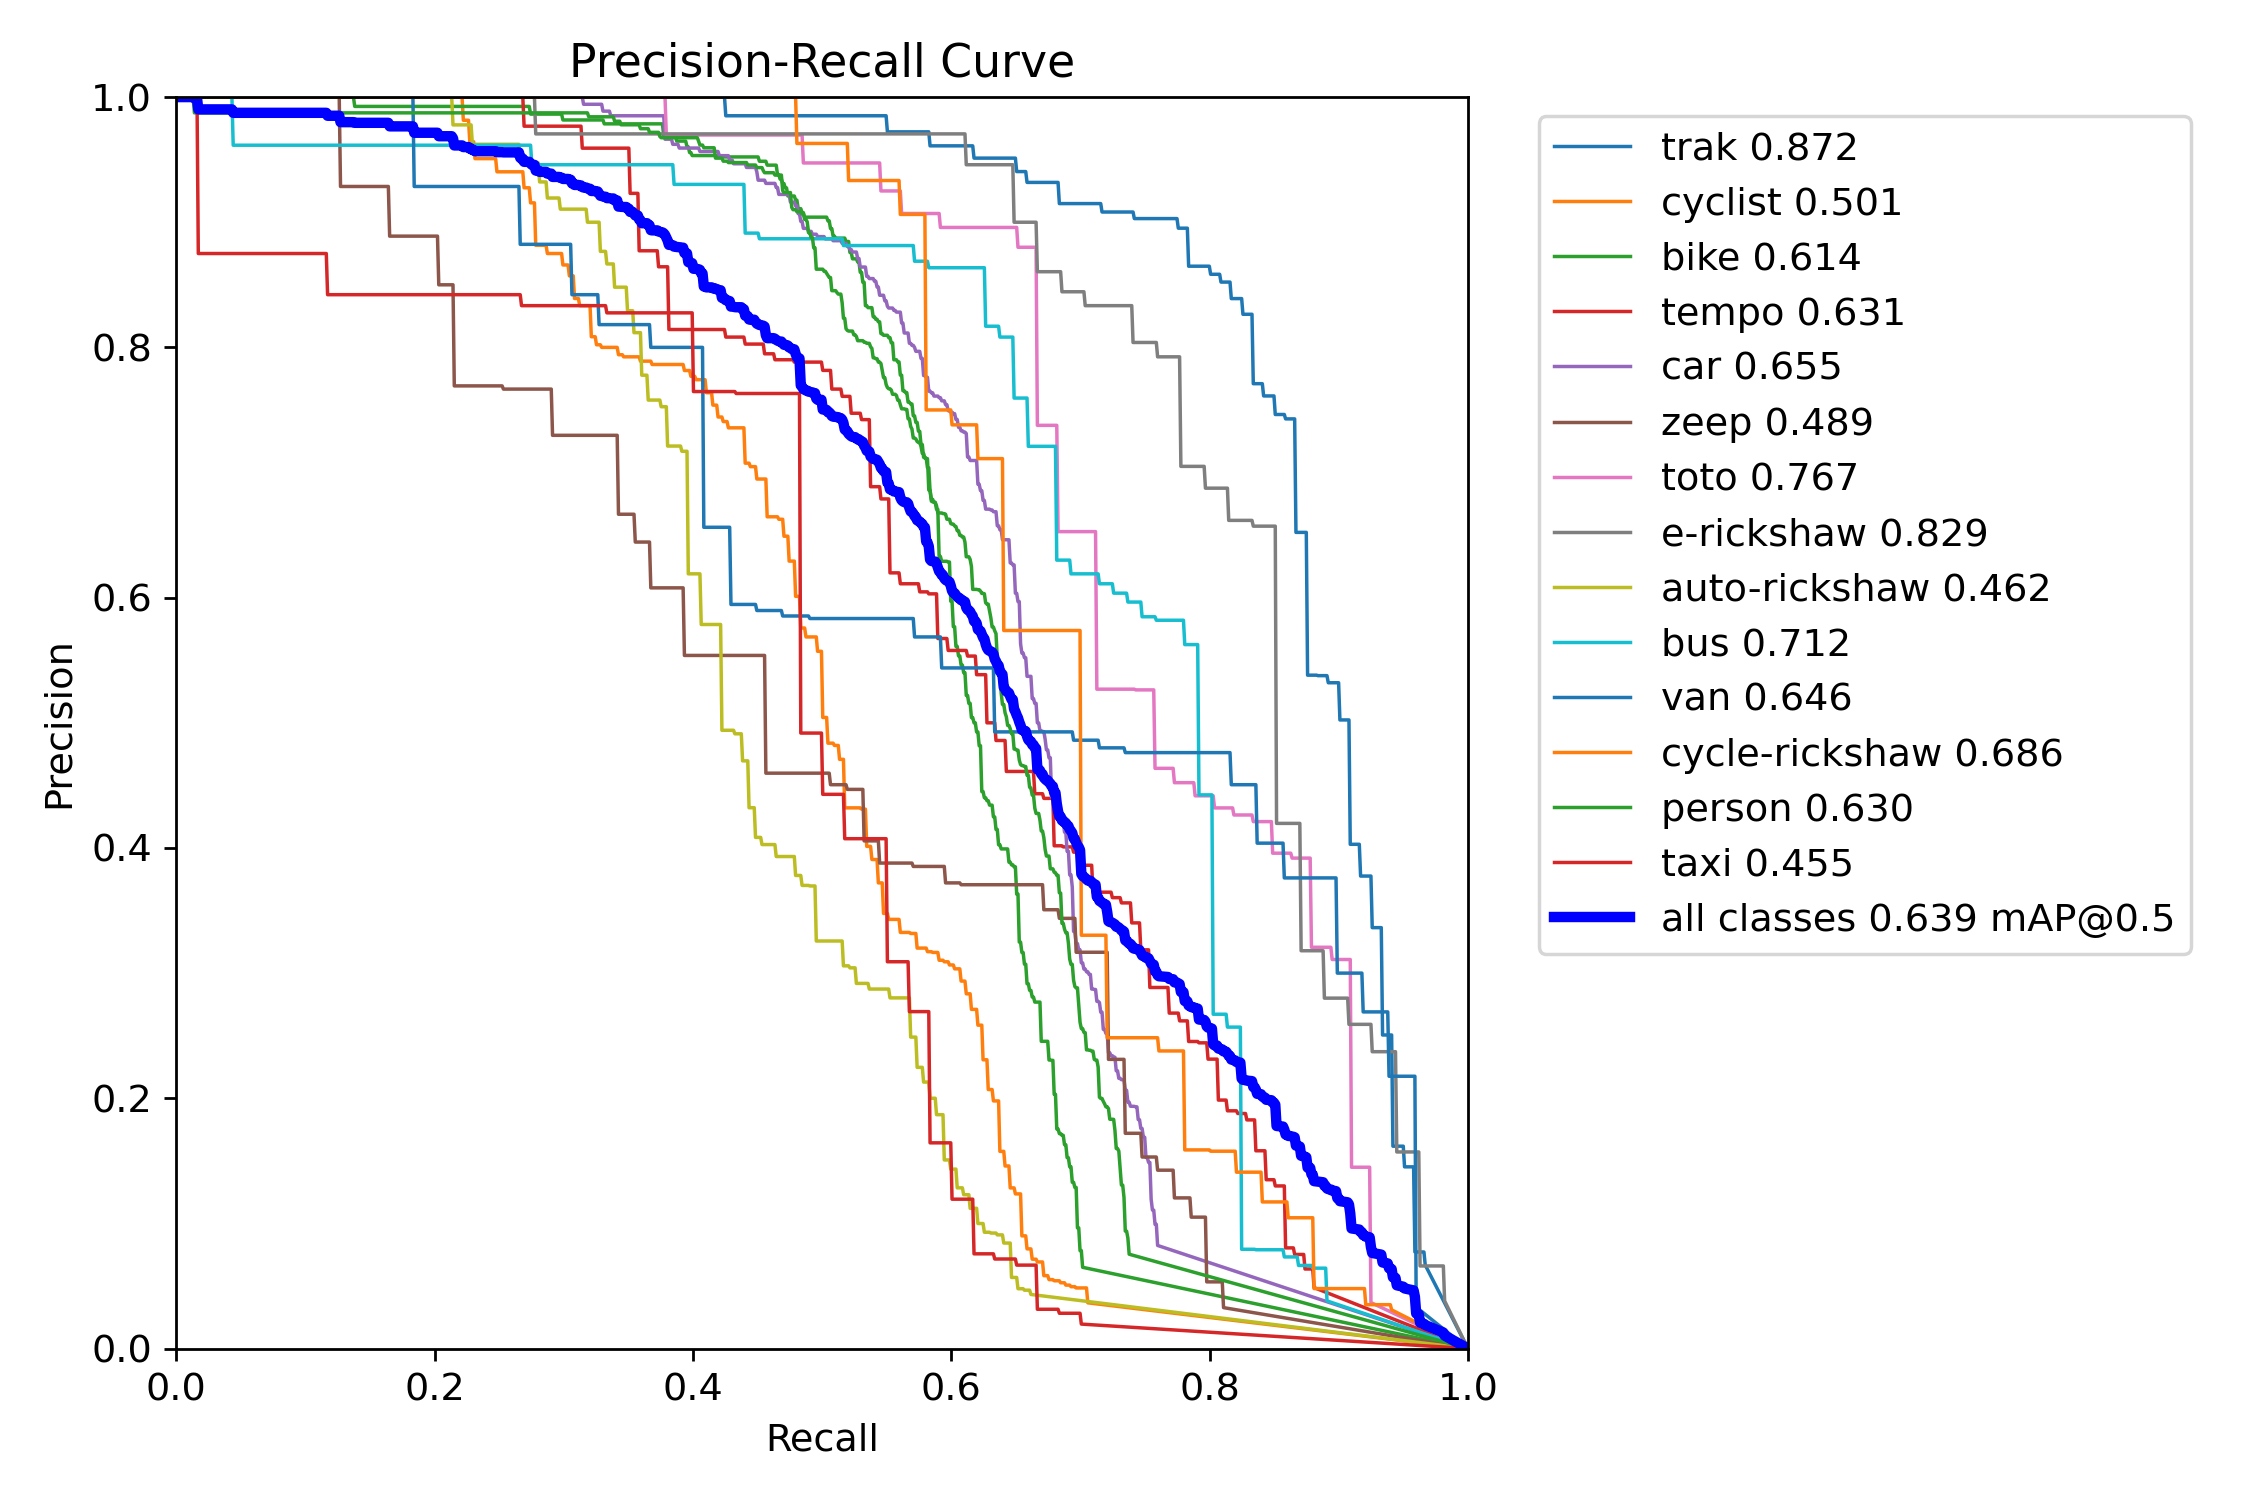 Precision-Recall Curve
1.0
0.8
0.6
0.4
0.2
0.0
Precision
0.0 0.2 0.4 0.6 0.8 1.0
Recall
trak 0.872
cyclist 0.501
bike 0.614
tempo 0.631
car 0.655
zeep 0.489
toto 0.767
e-rickshaw 0.829
auto-rickshaw 0.462
bus 0.712
van 0.646
cycle-rickshaw 0.686
person 0.630
taxi 0.455
all classes 0.639 mAP@0.5